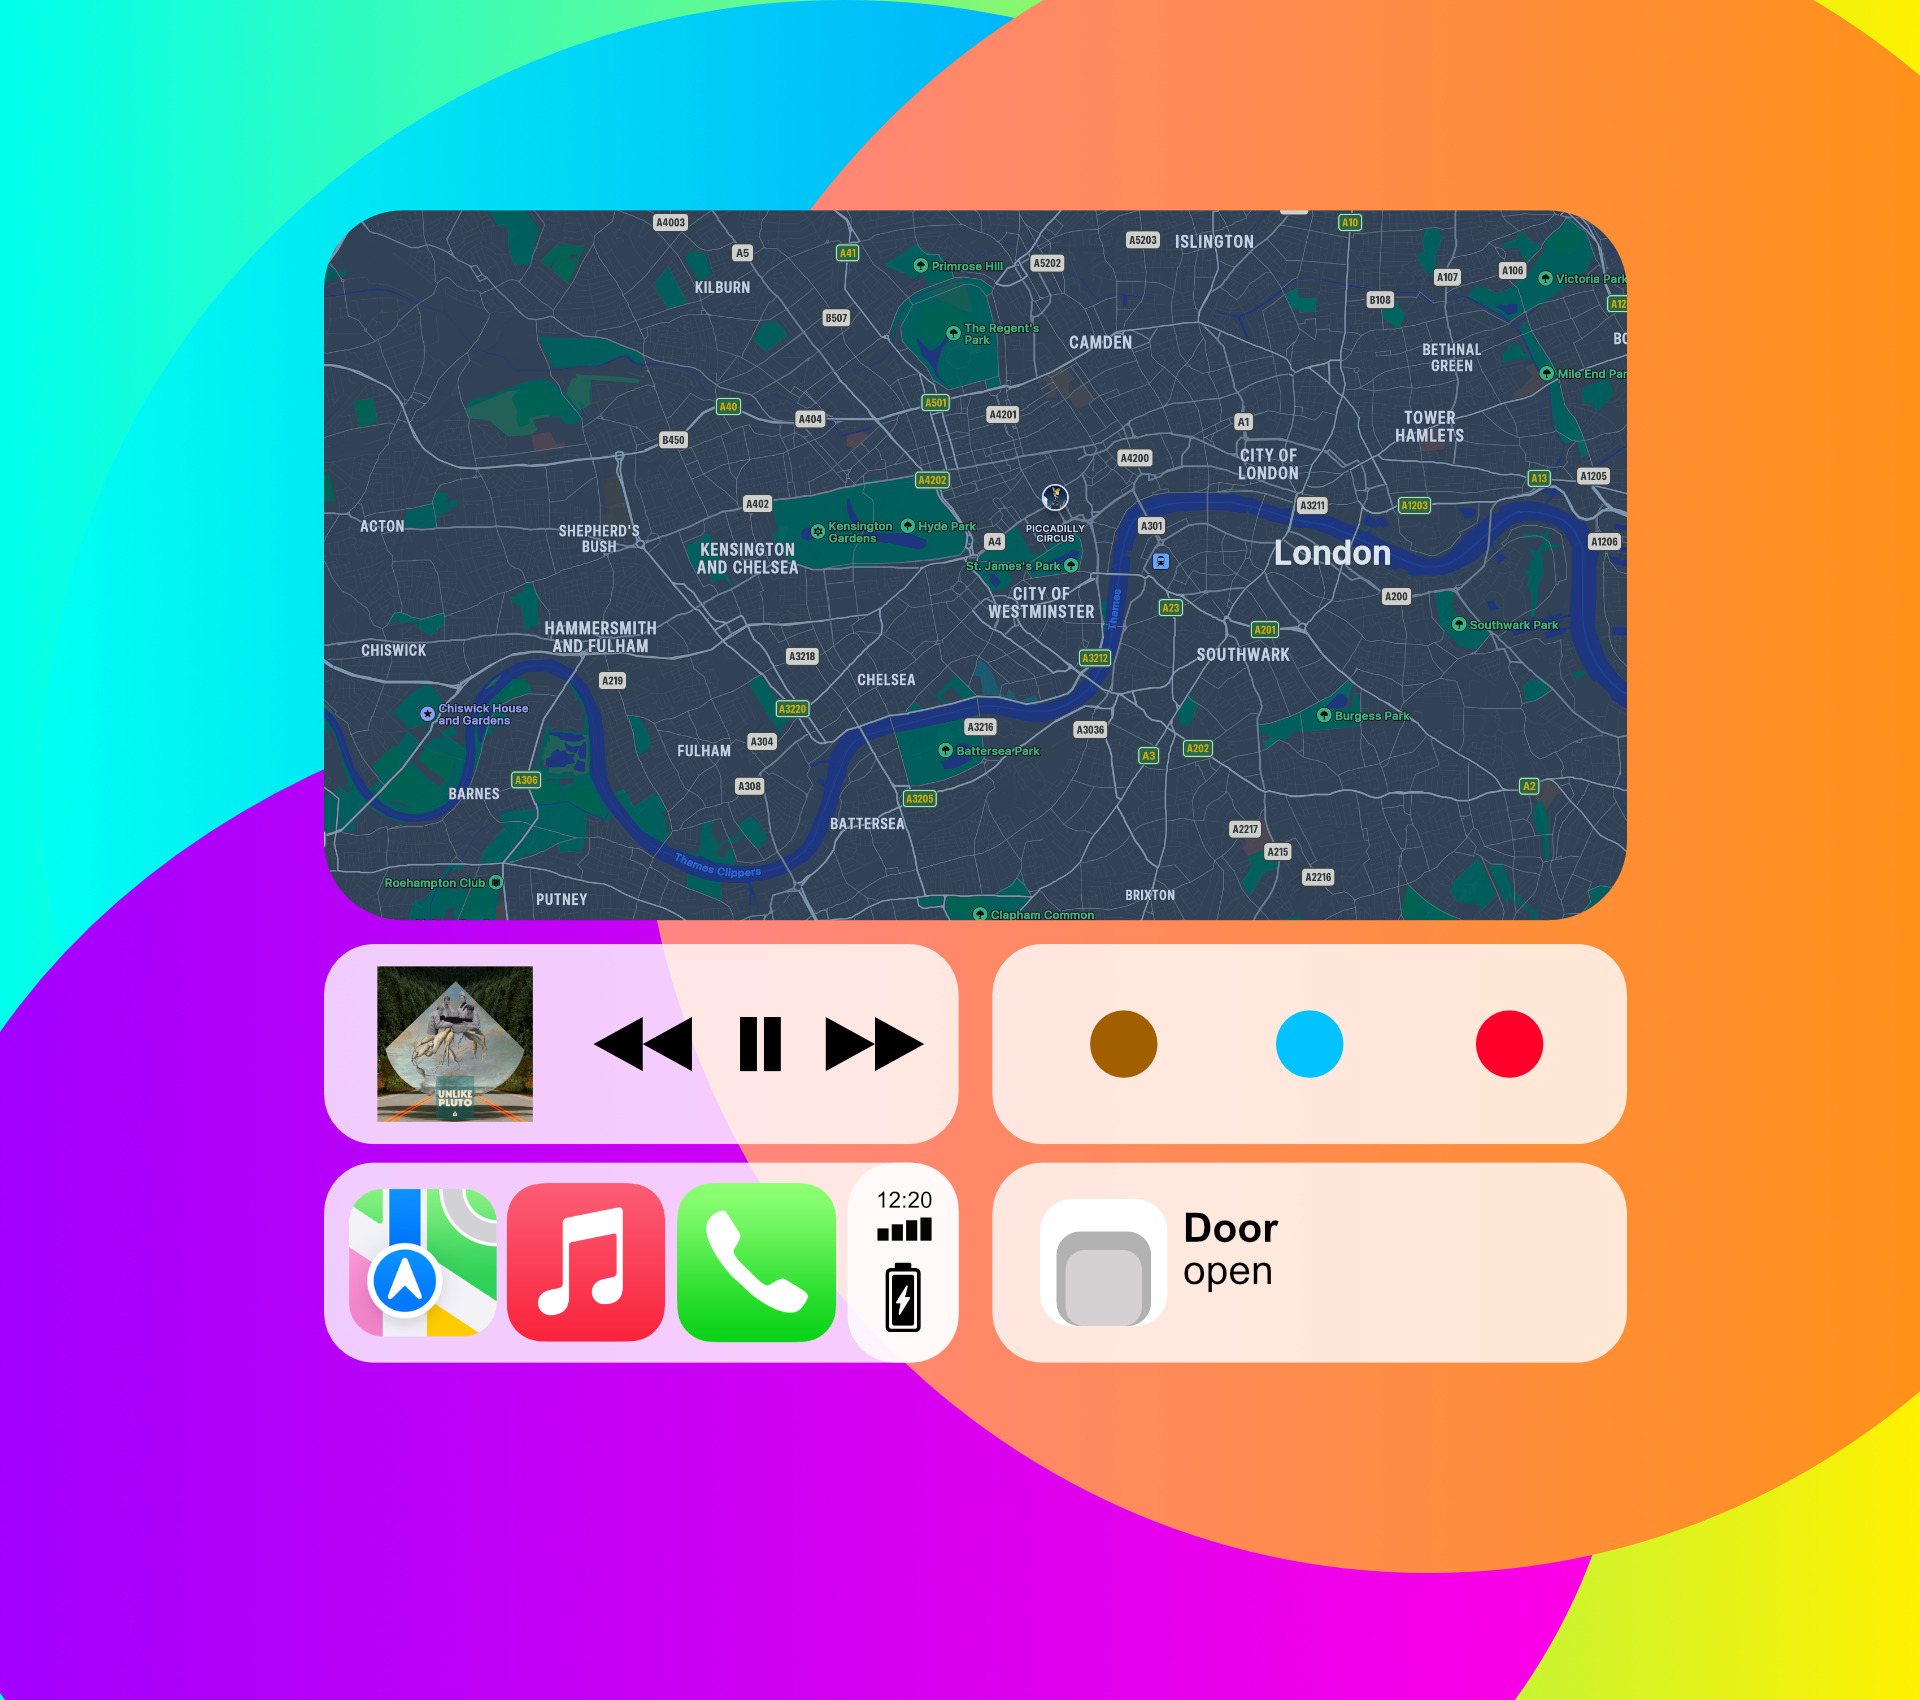 A4003
A10
A5203
ISLINGTON
A5
A41
Primrose Hill
A5202
A107
A106
Victoria Park
KILBURN
B108
A12
B507
The Regent's
Park
CAMDEN
BO
BETHNAL
GREEN
Mile End Par
A40
A501
A404
A4201
A1
TOWER
HAMLETS
B450
A4200
CITY OF
LONDON
A4202
A13
A1205
A402
A3211
A1203
ACTON
SHEPHERD'S
BUSH
Kensington
Gardens
Hyde Park
PICCADILLY
CIRCUS
A301
A4
A1206
KENSINGTON
AND CHELSEA
London
St. James's Park
CITY OF
WESTMINSTER
Thames
A200
A23
Southwark Park
HAMMERSMITH
AND FULHAM
A201
CHISWICK
A3218
A3212
SOUTHWARK
A219
CHELSEA
Chiswick House
and Gardens
A3220
Burgess Park
A3216
A3036
A304
FULHAM
Battersea Park
A3
A202
A306
A308
A2
BARNES
A3205
BATTERSEA
A2217
A215
Thames Clippers
A2216
Roehampton Club
PUTNEY
BRIXTON
Clapham Common
UNLIKE
PLUTO
12:20
Door
open